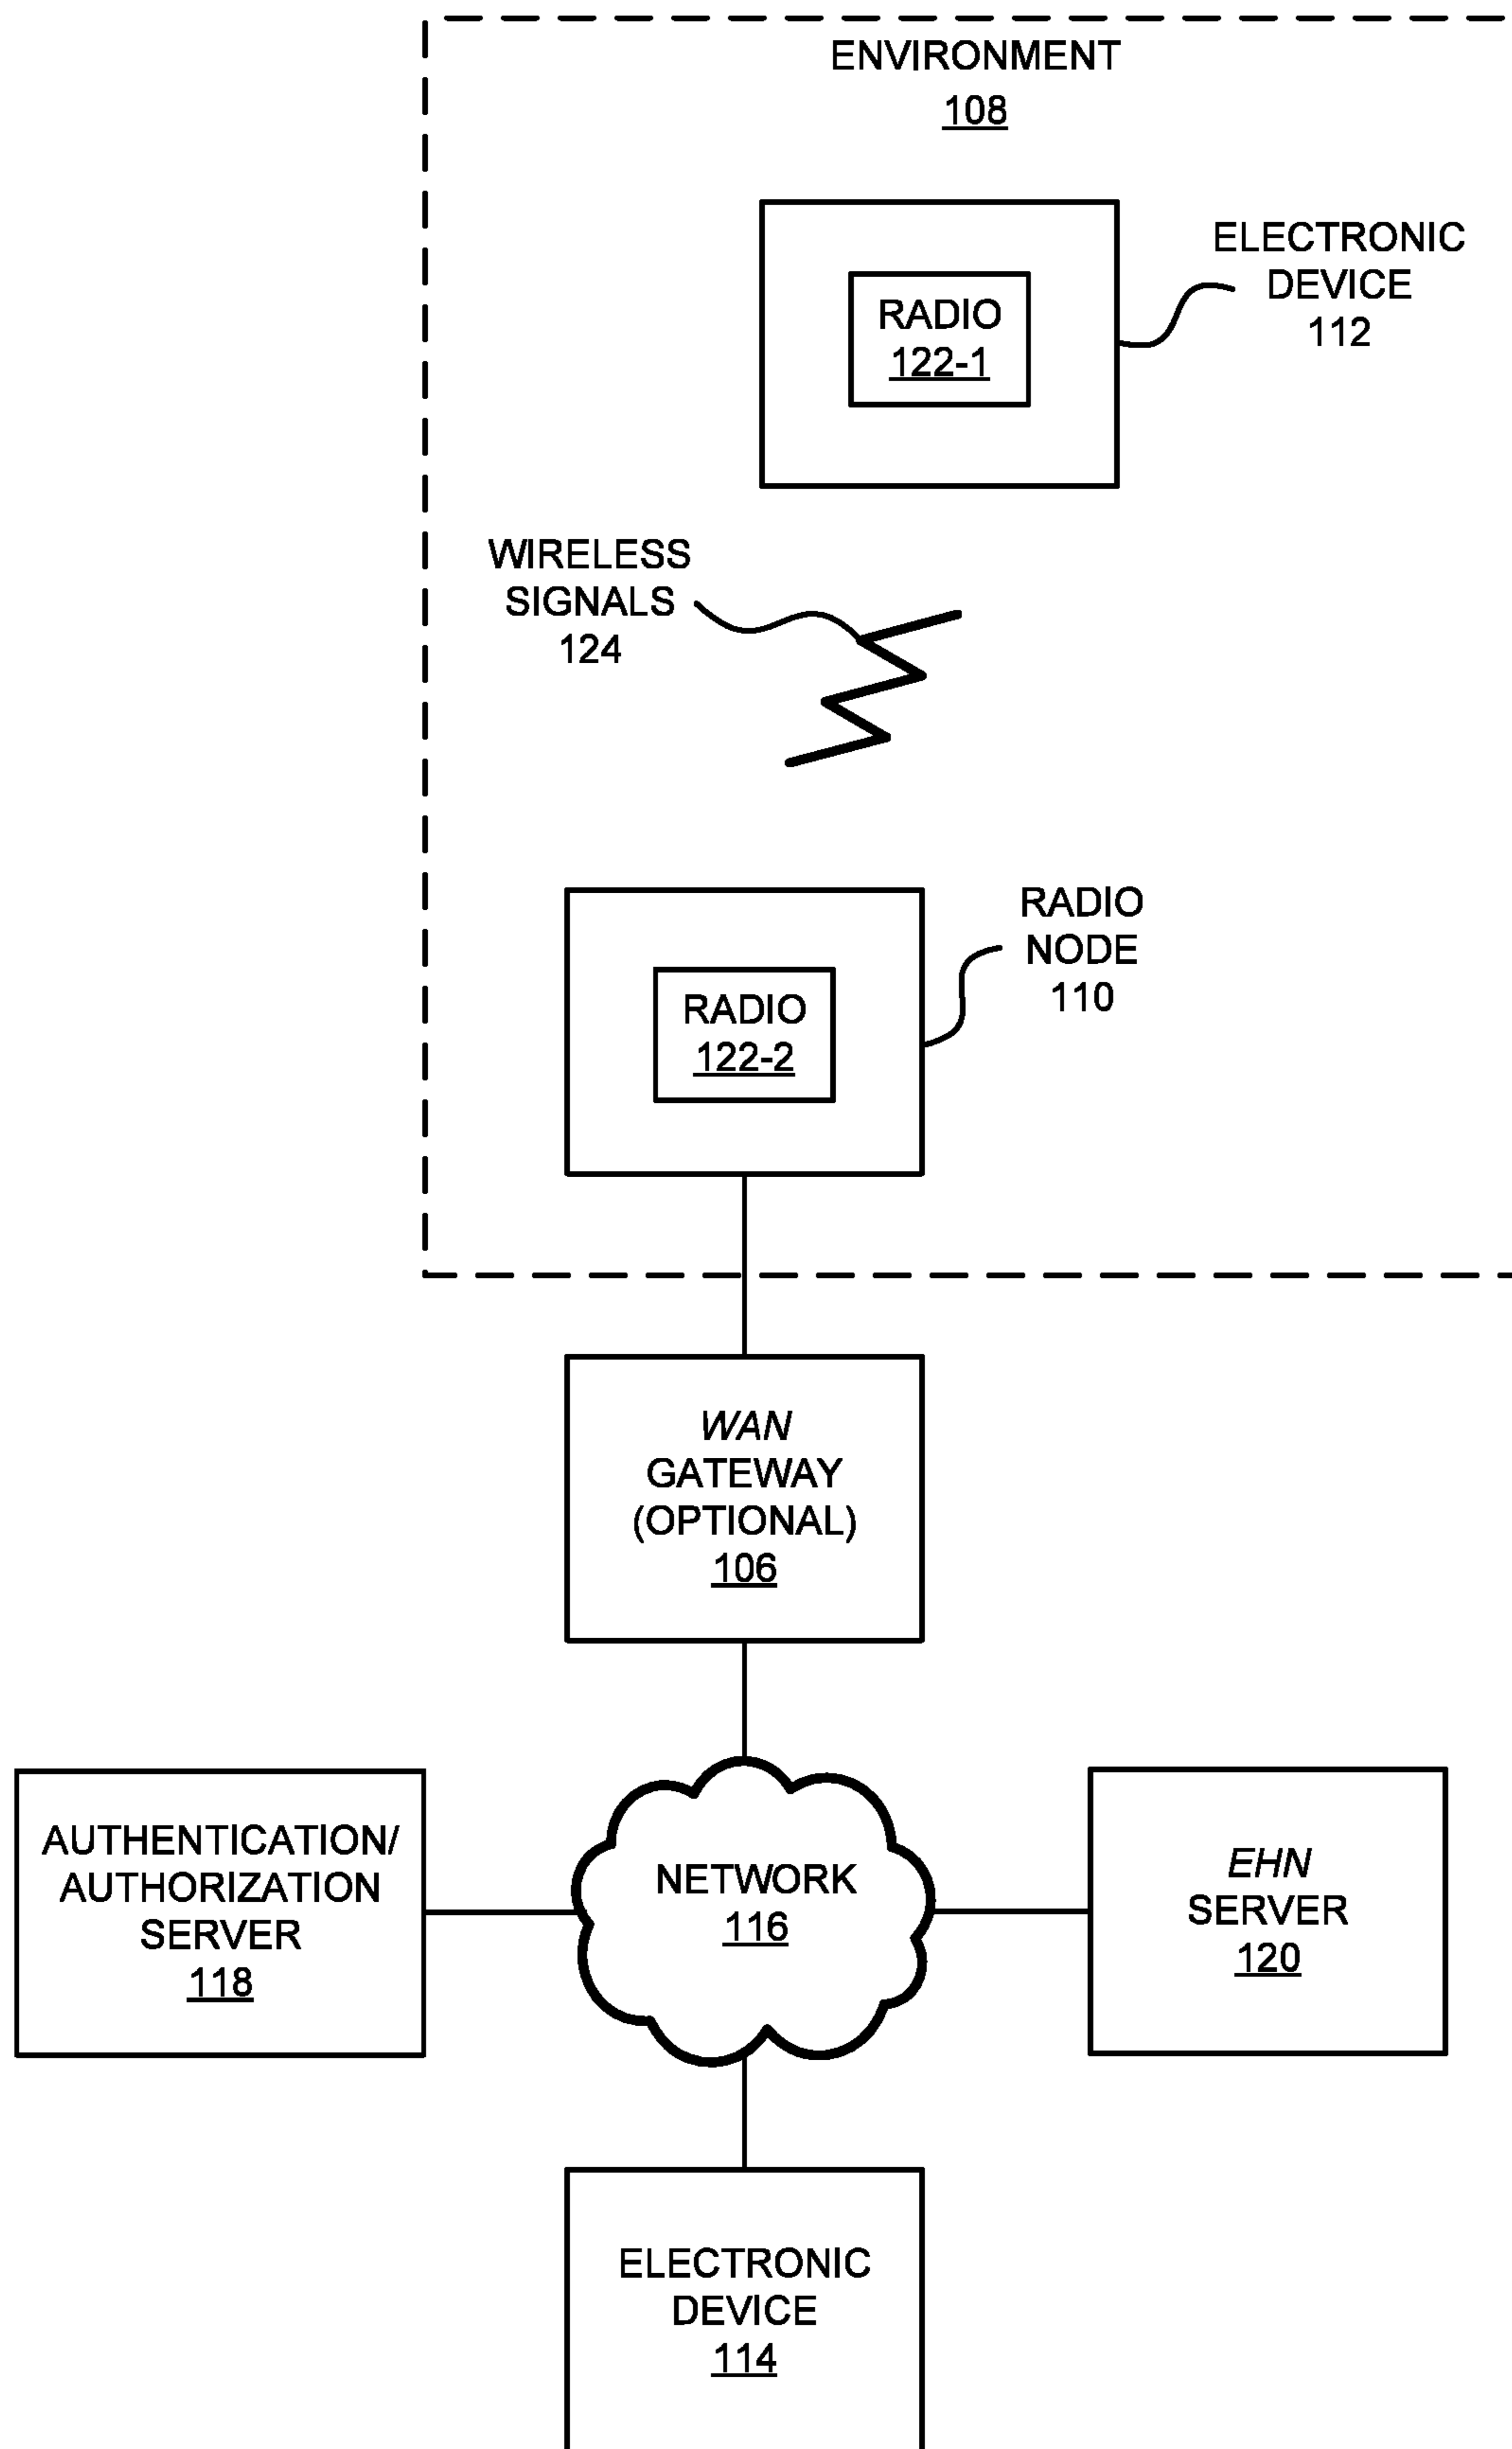 ENVIRONMENT
108
ELECTRONIC
DEVICE
112
RADIO
122-1
WIRELESS
SIGNALS
124
RADIO
NODE
110
RADIO
122-2
WAN
GATEWAY
(OPTIONAL)
106
AUTHENTICATION/
AUTHORIZATION
SERVER
118
NETWORK
116
EHN
SERVER
120
ELECTRONIC
DEVICE
114